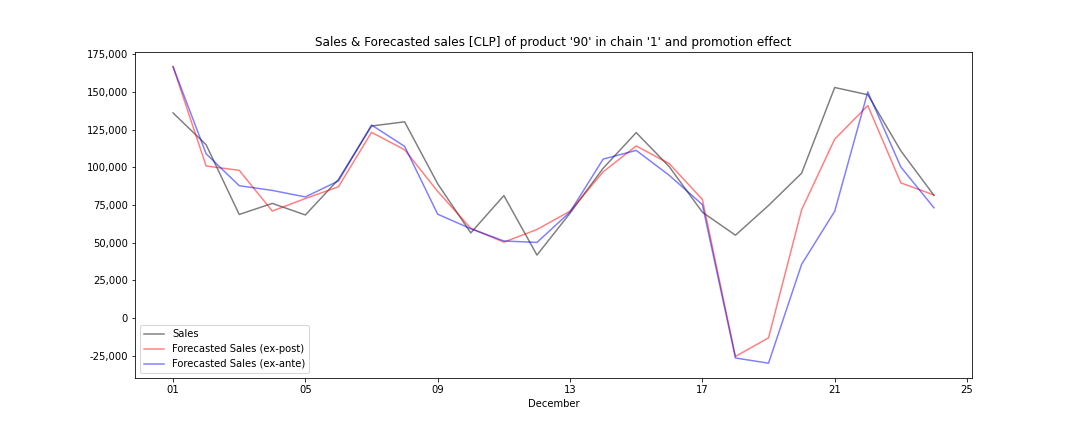 Sales & Forecasted sales [CLP] of product '90' in chain '1' and promotion effect
175,000
150,000
125,000
100,000
75,000
50,000
25,000
0
-25,000
Sales
Forecasted Sales (ex-post)
Forecasted Sales (ex-ante)
01 05 09 13 17 21 25
December